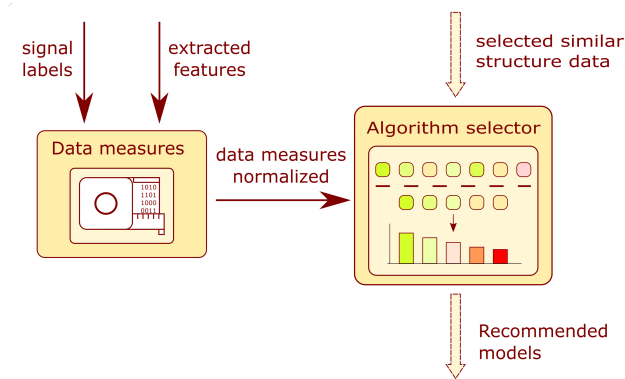 signal
labels
extracted
features
selected similar
structure data
Data measures
1010
1101
1000
0011
data measures
normalized
Algorithm selector
Recommended
models